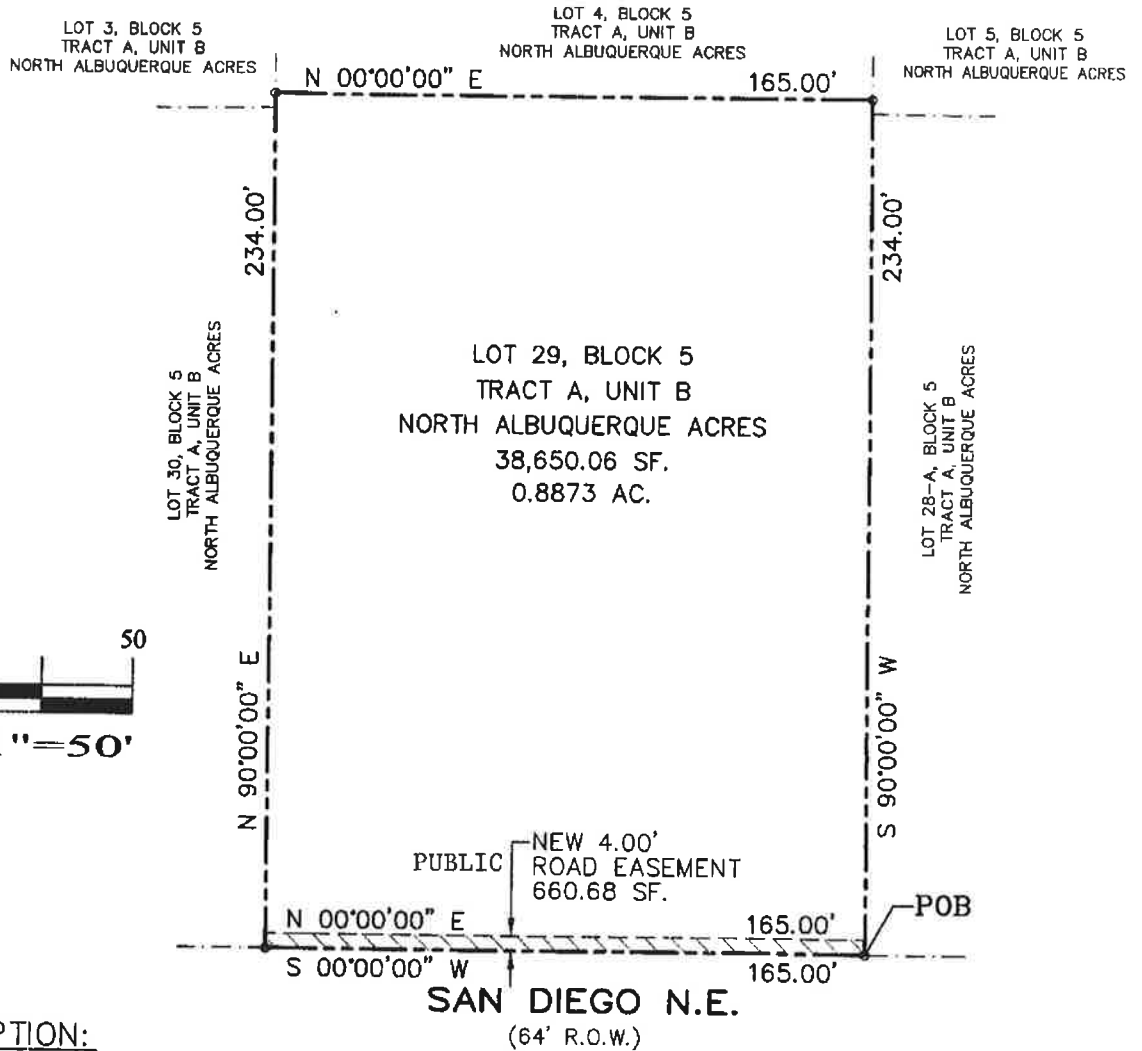 LOT 3, BLOCK 5
TRACT A, UNIT B
NORTH ALBUQUERQUE ACRES
LOT 4, BLOCK 5
TRACT A, UNIT B
NORTH ALBUQUERQUE ACRES
LOT 5, BLOCK 5
TRACT A, UNIT B
NORTH ALBUQUERQUE ACRES
N 00°00'00" E
165.00'
234.00'
234.00'
LOT 30, BLOCK 5
TRACT A, UNIT B
NORTH ALBUQUERQUE ACRES
LOT 29, BLOCK 5
TRACT A, UNIT B
NORTH ALBUQUERQUE ACRES
38,650.06 SF.
0.8873 AC.
LOT 28-A, BLOCK 5
TRACT A, UNIT B
NORTH ALBUQUERQUE ACRES
50
"=50'
N 90°00'00" E
S 90°00'00" W
PUBLIC
NEW 4.00'
ROAD EASEMENT
660.68 SF.
POB
N 00°00'00" E
165.00'
S 00°00'00" W
165.00'
SAN DIEGO N.E.
(64' R.O.W.)
PTION: